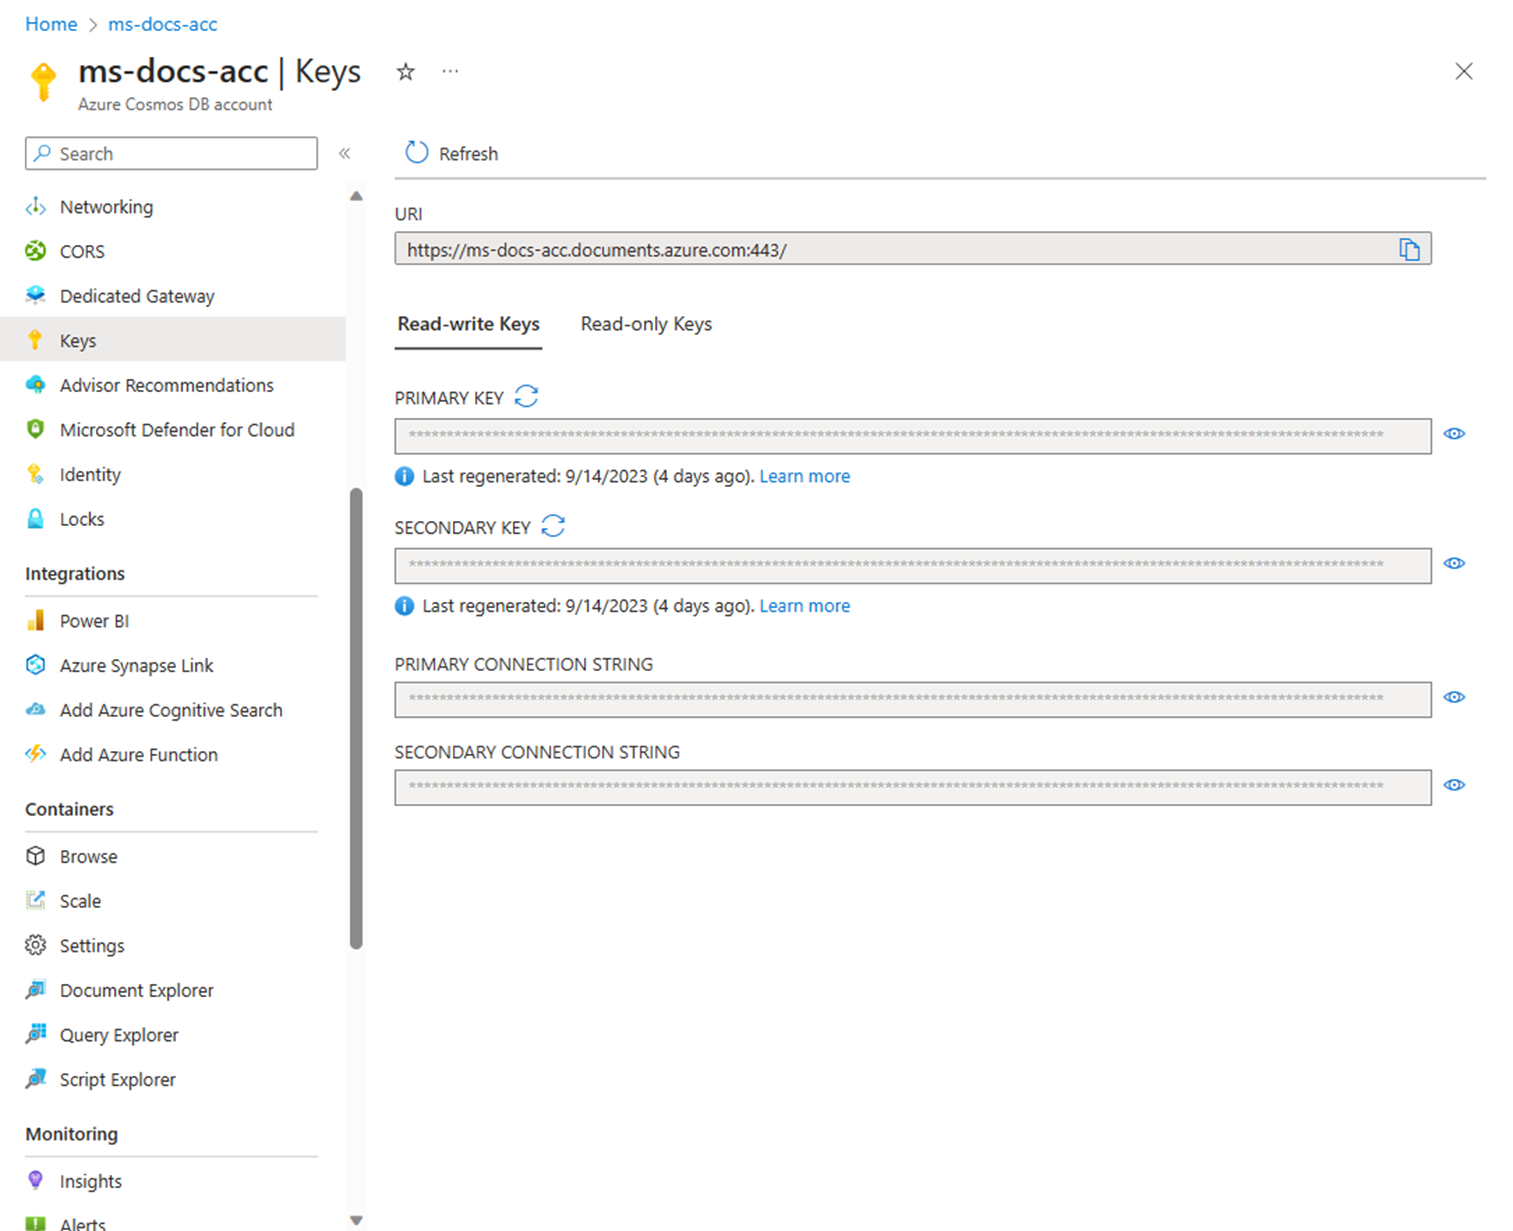 Home > ms-docs-acc
ms-docs-acc | Keys
Azure Cosmos DB account
Search
Networking
CORS
Dedicated Gateway
Keys
Advisor Recommendations
Microsoft Defender for Cloud
Identity
Locks
Integrations
Power BI
Azure Synapse Link
Add Azure Cognitive Search
Add Azure Function
Containers
Browse
Scale
Settings
Document Explorer
Query Explorer
Script Explorer
Monitoring
Insights
Alerts
Refresh
URI
https://ms-docs-acc.documents.azure.com:443/
Read-write Keys Read-only Keys
PRIMARY KEY
Last regenerated: 9/14/2023 (4 days ago). Learn more
SECONDARY KEY
Last regenerated: 9/14/2023 (4 days ago). Learn more
PRIMARY CONNECTION STRING
SECONDARY CONNECTION STRING